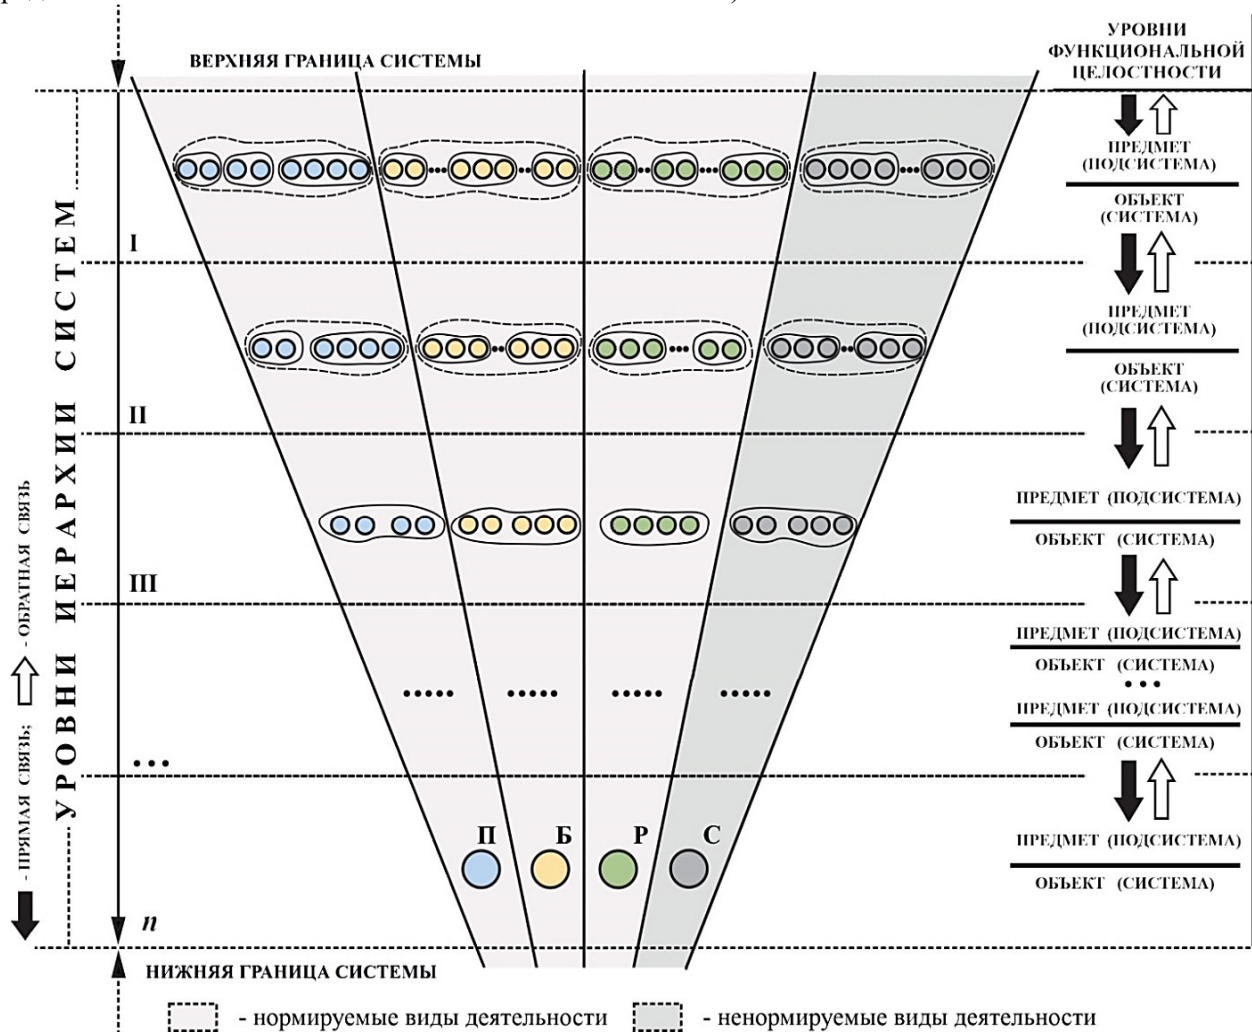 ВЕРХНЯЯ ГРАНИЦА СИСТЕМЫ
УРОВНИ
ФУНКЦИОНАЛЬНОЙ
ЦЕЛОСТНОСТИ
ПРЕДМЕТ
(ПОДСИСТЕМА)
ОБЪЕКТ
(СИСТЕМА)
I
ПРЕДМЕТ
(ПОДСИСТЕМА)
ОБЪЕКТ
(СИСТЕМА)
II
ПРЕДМЕТ (ПОДСИСТЕМА)
ОБЪЕКТ (СИСТЕМА)
III
ПРЕДМЕТ (ПОДСИСТЕМА)
ОБЪЕКТ (СИСТЕМА)
•••
ПРЕДМЕТ (ПОДСИСТЕМА)
ОБЪЕКТ (СИСТЕМА)
•••••
•••••
•••••
•••••
•••
П
Б
Р
С
ПРЕДМЕТ (ПОДСИСТЕМА)
ОБЪЕКТ (СИСТЕМА)
n
УРОВНИ ИЕРАРХИИ СИСТЕМ
- ПРЯМАЯ СВЯЗЬ; - ОБРАТНАЯ СВЯЗЬ
НИЖНЯЯ ГРАНИЦА СИСТЕМЫ
- нормируемые виды деятельности
- ненормируемые виды деятельности